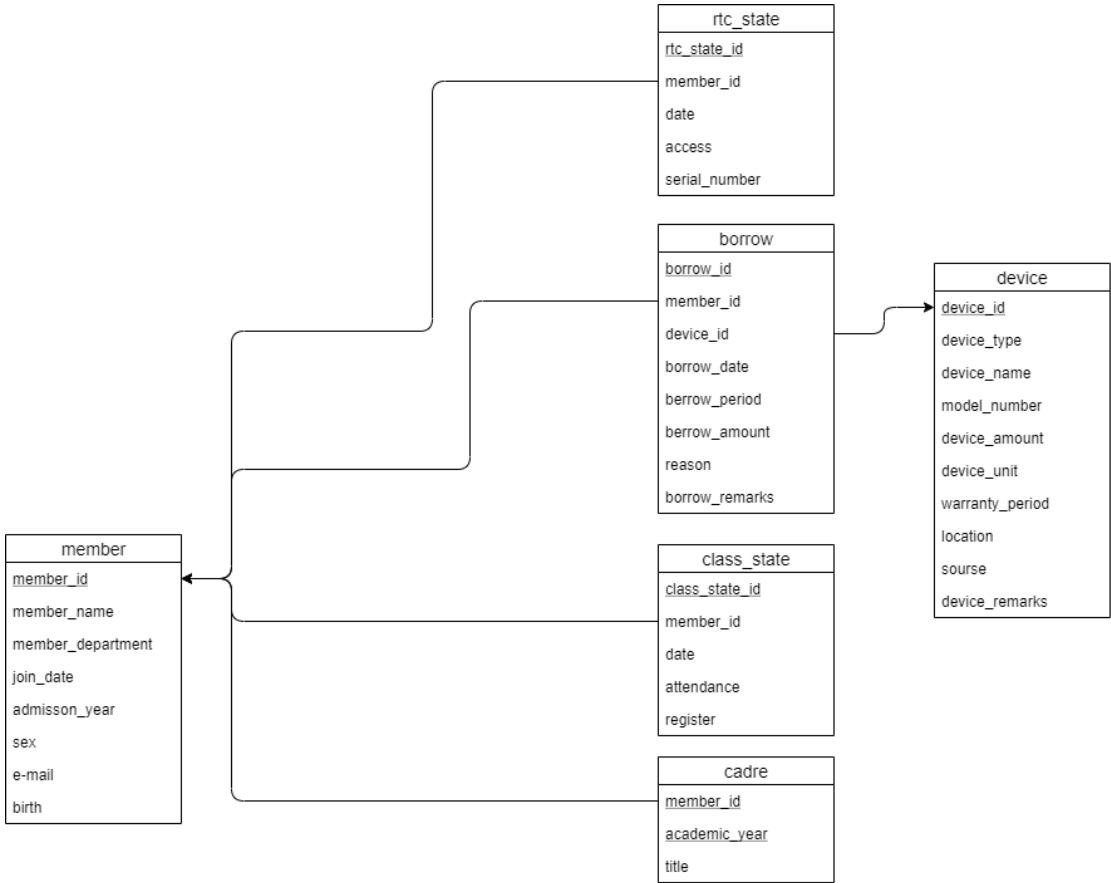 rtc_state
rtc_state_id
member_id
date
access
serial_number
borrow
borrow_id
member_id
device_id
borrow_date
berrow_period
berrow_amount
reason
borrow_remarks
device
device_id
device_type
device_name
model_number
device_amount
device_unit
warranty_period
location
sourse
device_remarks
member
member_id
member_name
member_department
join_date
admisson_year
sex
e-mail
birth
class_state
class_state_id
member_id
date
attendance
register
cadre
member_id
academic_year
title